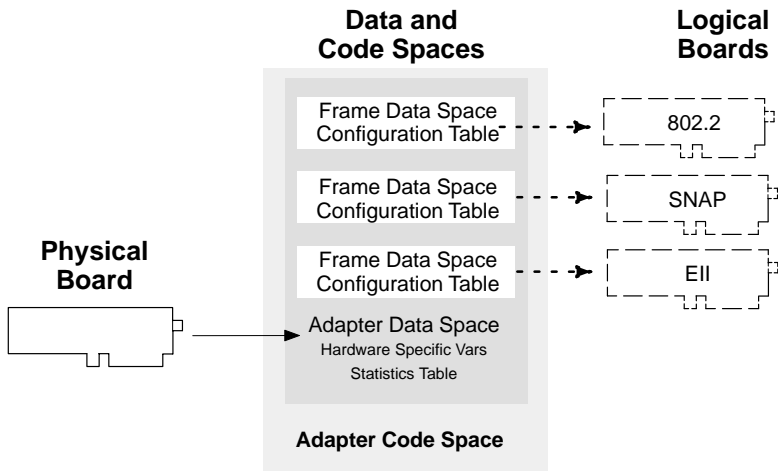 Data and
Code Spaces
Logical
Boards
Frame Data Space
Configuration Table
802.2
Frame Data Space
Configuration Table
SNAP
Physical
Board
Frame Data Space
Configuration Table
EII
Adapter Data Space
Hardware Specific Vars
Statistics Table
Adapter Code Space